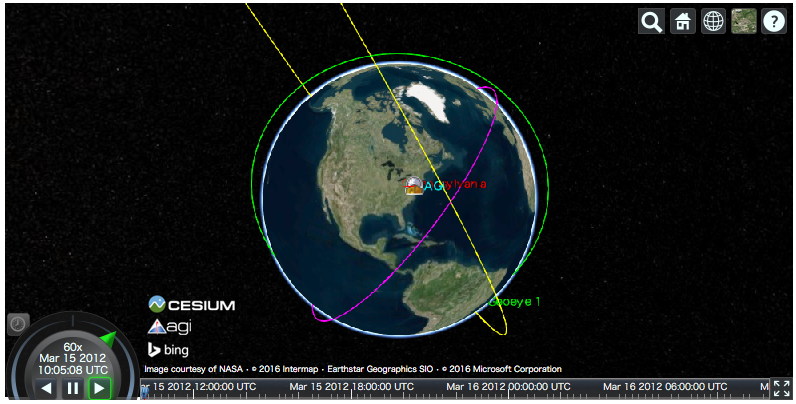 ?
AGI
Geoeye 1
CESIUM
agi
bing
Image courtesy of NASA • © 2016 Intermap • Earthstar Geographics SIO • © 2016 Microsoft Corporation
60x
Mar 15 2012
10:05:08 UTC
ar 15 2012 12:00:00 UTC
Mar 15 2012 18:00:00 UTC
Mar 16 2012 00:00:00 UTC
Mar 16 2012 06:00:00 UTC
M